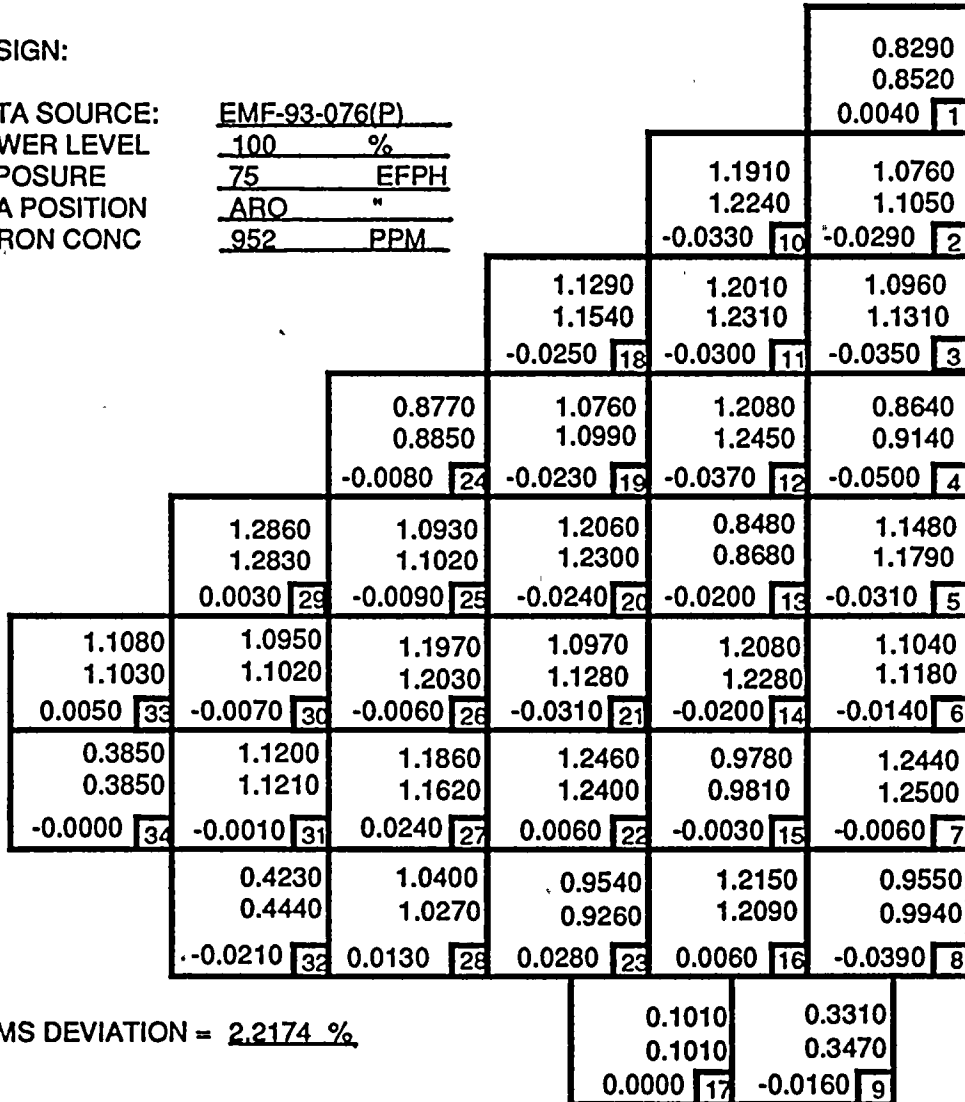 SIGN:
TA SOURCE: EMF-93-076(P)
WER LEVEL 100 %
POSURE 75 EFPH
A POSITION ARO "
RON CONC 952 PPM
0.8290
0.8520
0.0040 1
1.1910 1.0760
1.2240 1.1050
-0.0330 10 -0.0290 2
1.1290 1.2010 1.0960
1.1540 1.2310 1.1310
-0.0250 18 -0.0300 11 -0.0350 3
0.8770 1.0760 1.2080 0.8640
0.8850 1.0990 1.2450 0.9140
-0.0080 24 -0.0230 19 -0.0370 12 -0.0500 4
1.2860 1.0930 1.2060 0.8480 1.1480
1.2830 1.1020 1.2300 0.8680 1.1790
0.0030 29 -0.0090 25 -0.0240 20 -0.0200 13 -0.0310 5
1.1080 1.0950 1.1970 1.0970 1.2080 1.1040
1.1030 1.1020 1.2030 1.1280 1.2280 1.1180
0.0050 33 -0.0070 30 -0.0060 26 -0.0310 21 -0.0200 14 -0.0140 6
0.3850 1.1200 1.1860 1.2460 0.9780 1.2440
0.3850 1.1210 1.1620 1.2400 0.9810 1.2500
-0.0000 34 -0.0010 31 0.0240 27 0.0060 22 -0.0030 15 -0.0060 7
0.4230 1.0400 0.9540 1.2150 0.9550
0.4440 1.0270 0.9260 1.2090 0.9940
-0.0210 32 0.0130 28 0.0280 23 0.0060 16 -0.0390 8
0.1010 0.3310
0.1010 0.3470
0.0000 17 -0.0160 9
MS DEVIATION = 2.2174 %